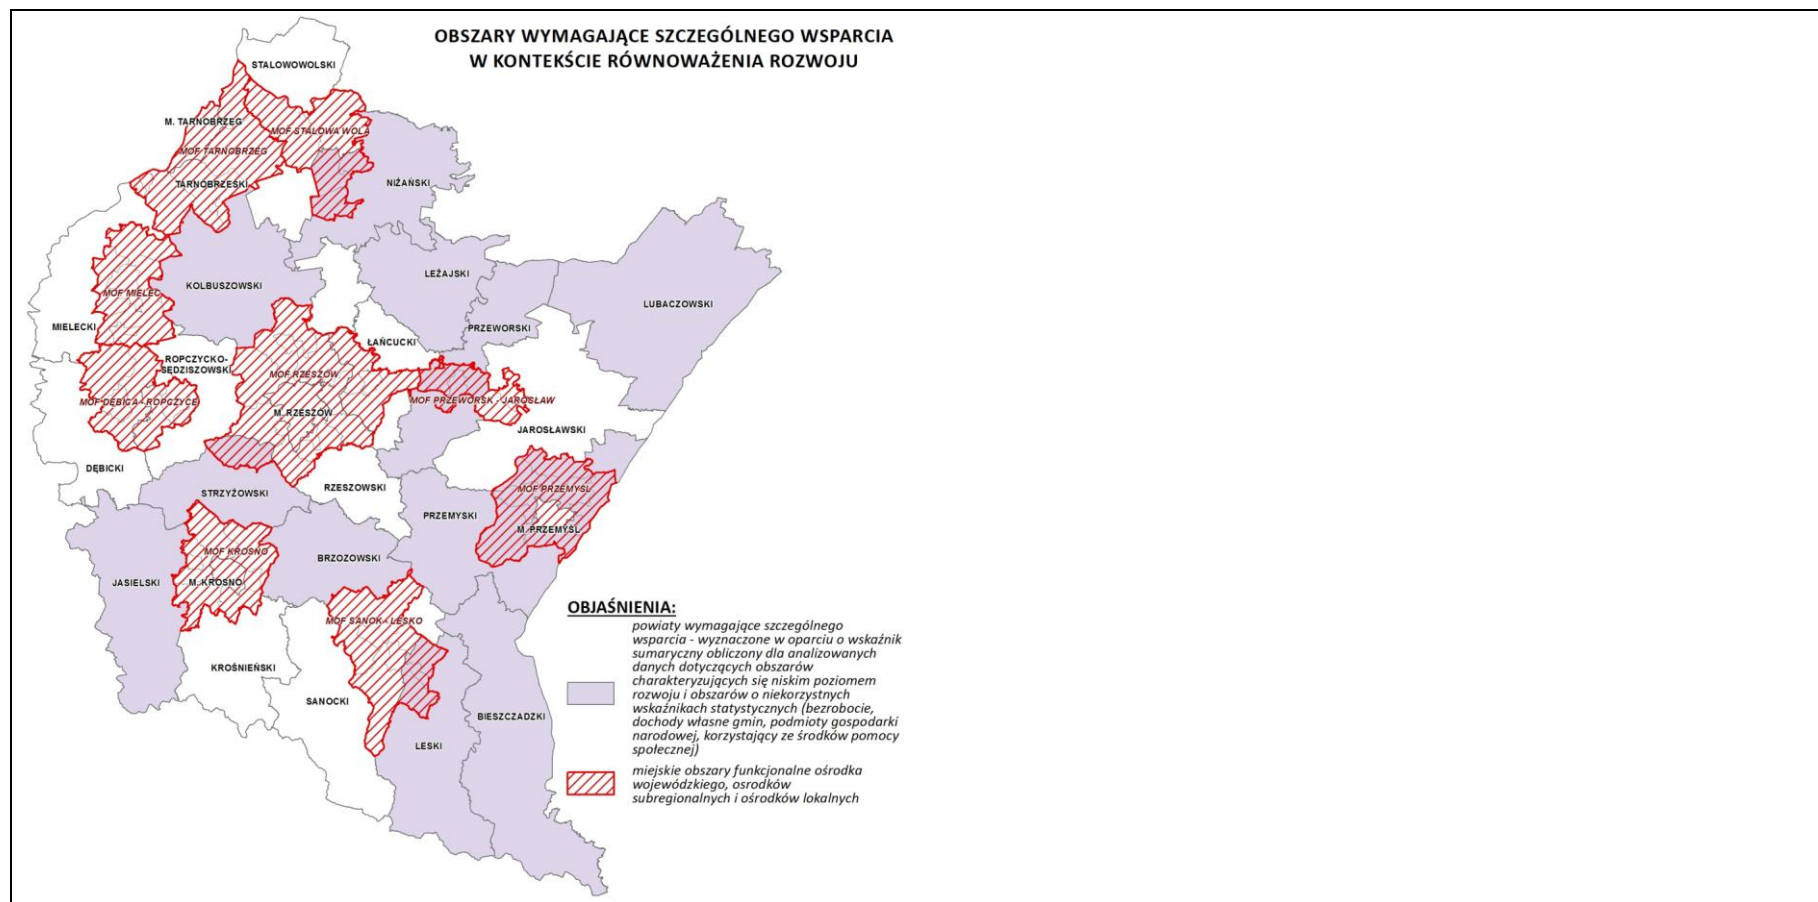 OBSZARY WYMAGAJĄCE SZCZEGÓLNEGO WSPARCIA
W KONTEKŚCIE RÓWNOWAŻENIA ROZWOJU
STALOWOWOLSKI
M. TARNOBRZEG
MOF STALOWA WOLA
MOF TARNOBRZEG
TARNOBRZESKI
NIŻAŃSKI
LEŻAJSKI
KOLBUSZOWSKI
MOF MIELEC
LUBACZOWSKI
MIELECKI
PRZEWORSKI
ŁAŃCUCKI
ROPCZYCKO-
SĘDZISZOWSKI
MOF RZESZÓW
MOF DĘBICA - ROPCZYCE
MOF PRZEWORSK - JAROSŁAW
M. RZESZÓW
JAROSŁAWSKI
DĘBICKI
RZESZOWSKI
STRZYŻOWSKI
MOF PRZEMYŚL
PRZEMYSKI
M. PRZEMYŚL
MOF KROSNO
BRZOZOWSKI
JASIELSKI
M. KROSNO
MOF SANOK - LESKO
KROŚNIEŃSKI
SANOCKI
BIESZCZADZKI
LESKI
OBJAŚNIENIA:
powiaty wymagające szczególnego
wsparcia - wyznaczone w oparciu o wskaźnik
sumaryczny obliczony dla analizowanych
danych dotyczących obszarów
charakteryzujących się niskim poziomem
rozwoju i obszarów o niekorzystnych
wskaźnikach statystycznych (bezrobocie,
dochody własne gmin, podmioty gospodarki
narodowej, korzystający ze środków pomocy
społecznej)
miejskie obszary funkcjonalne ośrodka
wojewódzkiego, osrodków
subregionalnych i ośrodków lokalnych